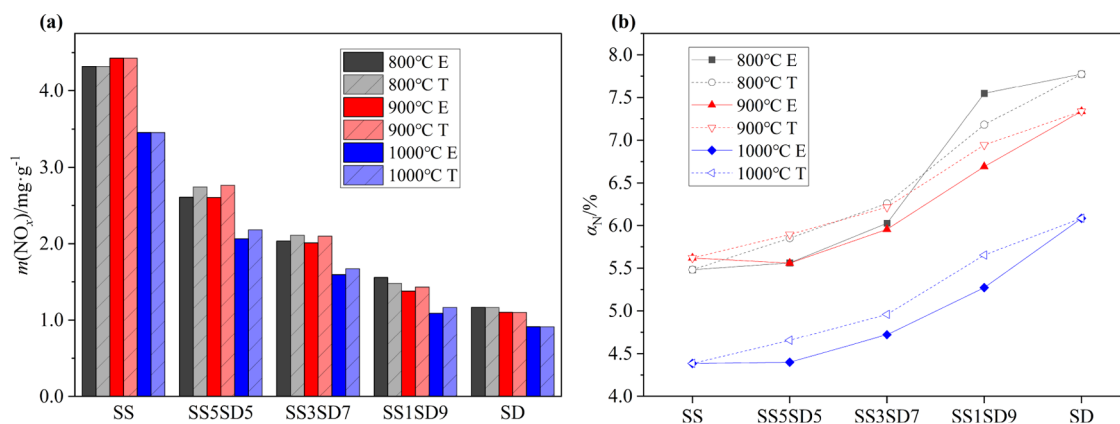 (a)
m(NOx)/mg·g-1
4.0
3.0
2.0
1.0
0.0
800℃ E
800℃ T
900℃ E
900℃ T
1000℃ E
1000℃ T
SS
SS5SD5
SS3SD7
SS1SD9
SD
(b)
αN/%
8.0
7.5
7.0
6.5
6.0
5.5
5.0
4.5
4.0
800℃ E
800℃ T
900℃ E
900℃ T
1000℃ E
1000℃ T
SS
SS5SD5
SS3SD7
SS1SD9
SD